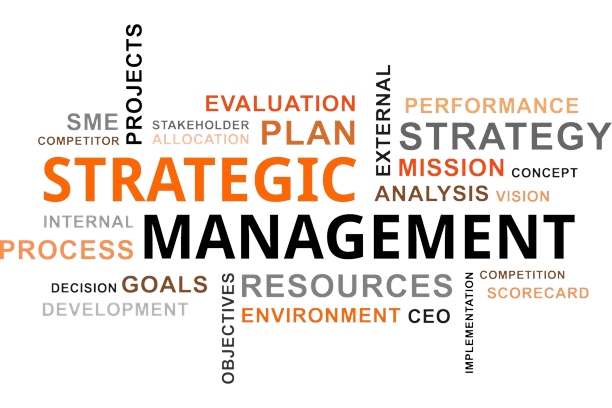 PROJECTS
EVALUATION
EXTERNAL
PERFORMANCE
SME
STAKEHOLDER
PLAN
STRATEGY
COMPETITOR
ALLOCATION
STRATEGIC
MISSION
CONCEPT
ANALYSIS
VISION
INTERNAL
MANAGEMENT
PROCESS
DECISION
GOALS
OBJECTIVES
RESOURCES
IMPLEMENTATION
COMPETITION
SCORECARD
DEVELOPMENT
ENVIRONMENT
CEO